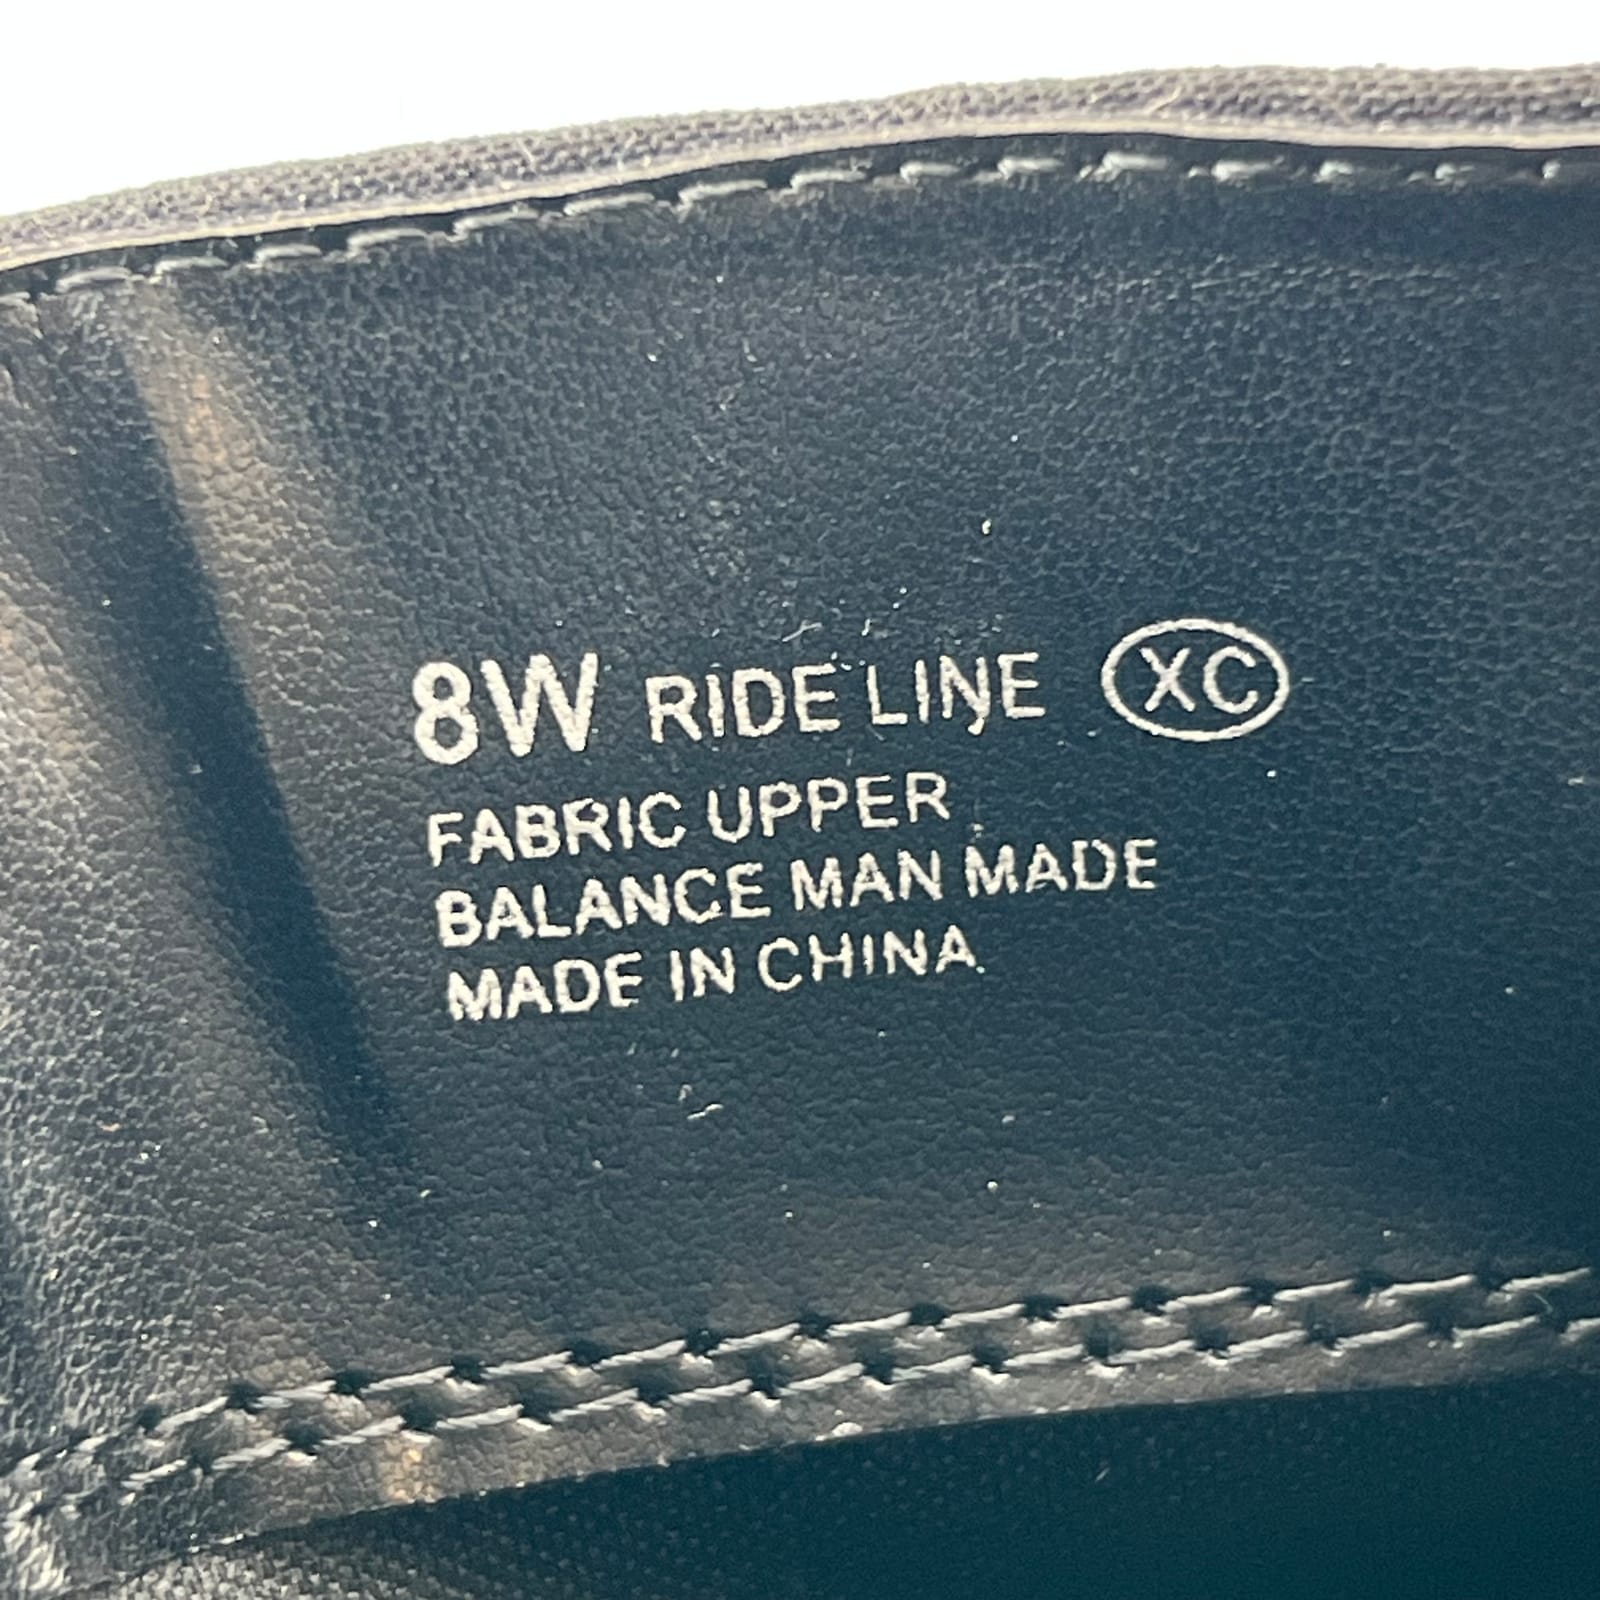 8W RIDE LINE XC
FABRIC UPPER
BALANCE MAN MADE
MADE IN CHINA